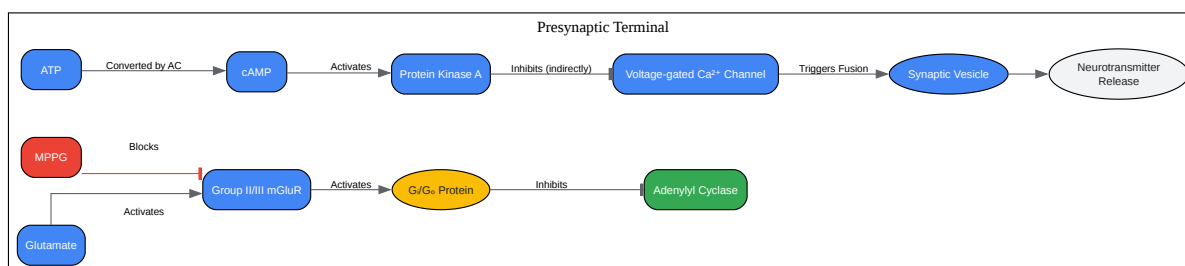 Presynaptic Terminal
ATP
Converted by AC
cAMP
Activates
Protein Kinase A
Inhibits (indirectly)
Voltage-gated Ca²⁺ Channel
Triggers Fusion
Synaptic Vesicle
Neurotransmitter
Release
MPPG
Blocks
Group II/III mGluR
Activates
Gᵢ/Gₒ Protein
Inhibits
Adenylyl Cyclase
Activates
Glutamate